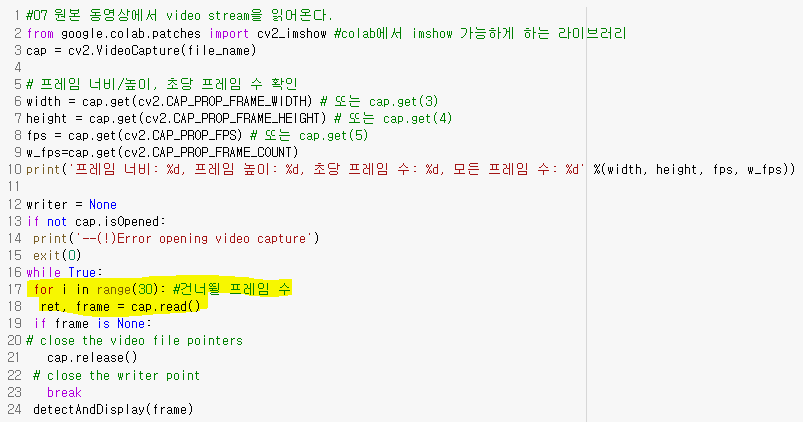 1 #07 원본 동영상에서 video stream을 읽어온다.
2 from google.colab.patches import cv2_imshow #colab에서 imshow 가능하게 하는 라이브러리
3 cap = cv2.VideoCapture(file_name)
4
5 # 프레임 너비/높이, 초당 프레임 수 확인
6 width = cap.get(cv2.CAP_PROP_FRAME_WIDTH) # 또는 cap.get(3)
7 height = cap.get(cv2.CAP_PROP_FRAME_HEIGHT) # 또는 cap.get(4)
8 fps = cap.get(cv2.CAP_PROP_FPS) # 또는 cap.get(5)
9 w_fps=cap.get(cv2.CAP_PROP_FRAME_COUNT)
10 print('프레임 너비: %d, 프레임 높이: %d, 초당 프레임 수: %d, 모든 프레임 수: %d' %(width, height, fps, w_fps))
11
12 writer = None
13 if not cap.isOpened:
14  print('--(!)Error opening video capture')
15  exit(0)
16 while True:
17  for i in range(30): #건너뛸 프레임 수
18   ret, frame = cap.read()
19  if frame is None:
20 # close the video file pointers
21    cap.release()
22  # close the writer point
23    break
24  detectAndDisplay(frame)